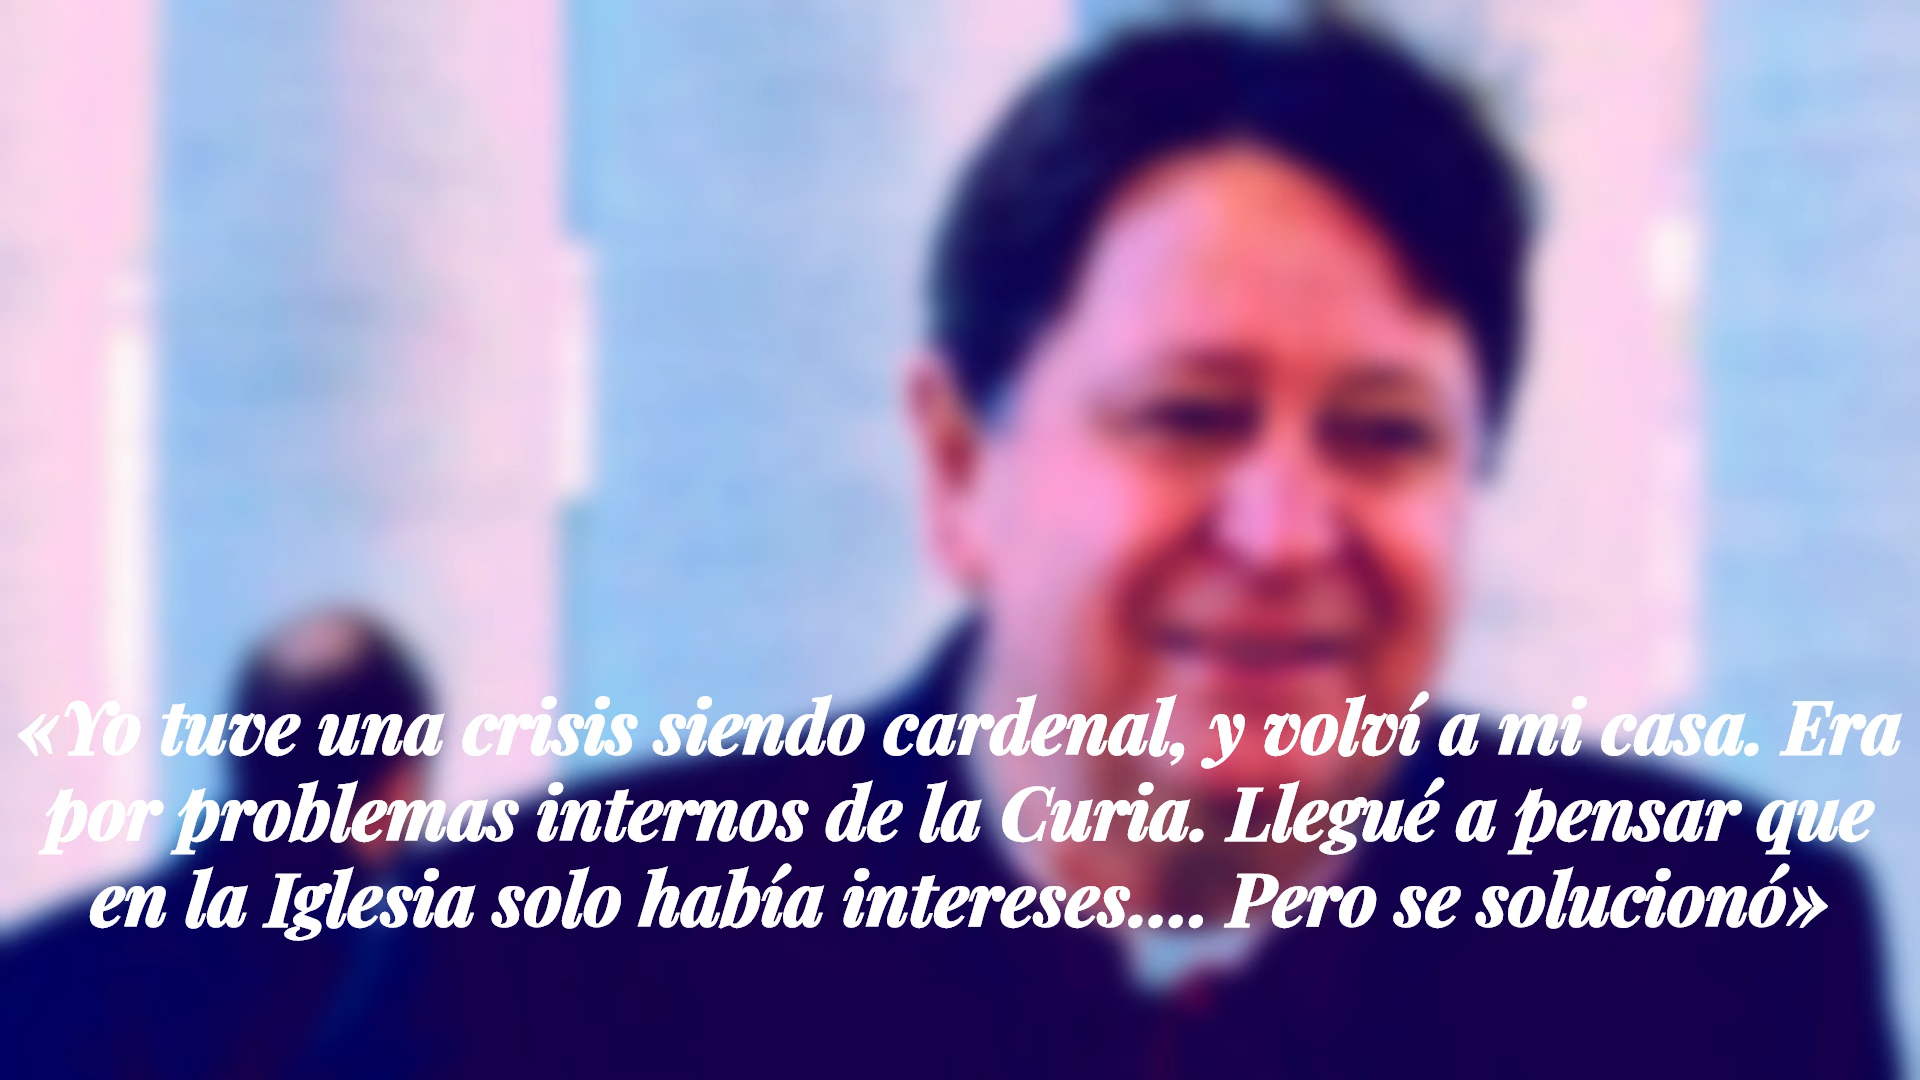 «Yo tuve una crisis siendo cardenal, y volví a mi casa. Era
por problemas internos de la Curia. Llegué a pensar que
en la Iglesia solo había intereses.... Pero se solucionó»